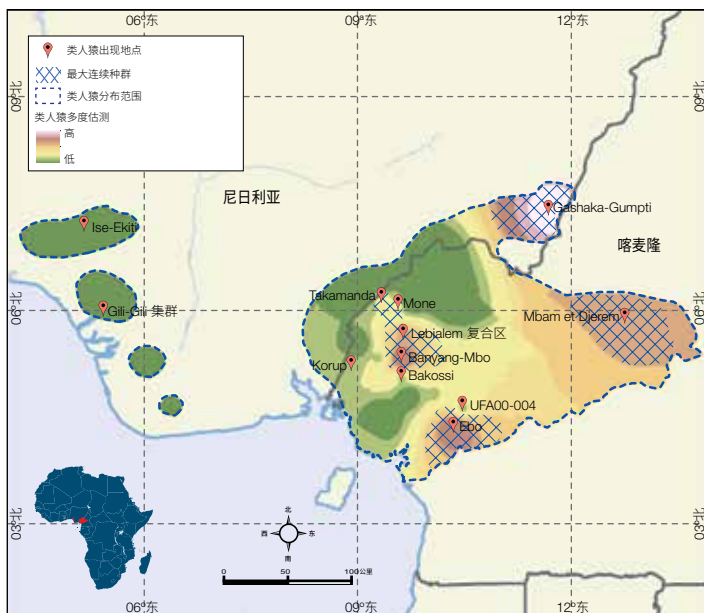 06°东
09°东
12°东
类人猿出现地点
最大连续种群
类人猿分布范围
类人猿多度估测
高
低
尼日利亚
喀麦隆
Gashaka-Gumpti
Ise-Ekiti
Takamanda
Mone
Gili-Gili 集群
Mbam et Djerem
Lebialem 复合区
Banyang-Mbo
Korup
Bakossi
UFA00-004
Ebo
北
西
东
南
0
50
100公里
06°东
09°东
12°东